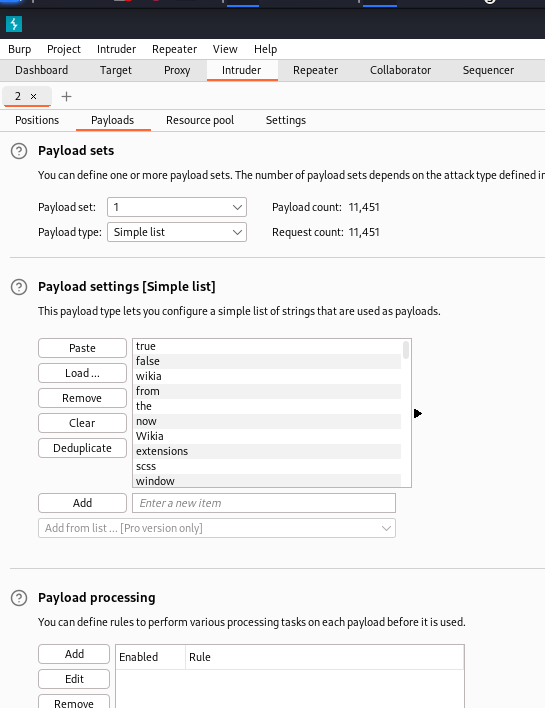 Burp Project Intruder Repeater View Help
Dashboard Target Proxy Intruder Repeater Collaborator Sequencer
2 × +
Positions Payloads Resource pool Settings
? Payload sets
You can define one or more payload sets. The number of payload sets depends on the attack type defined in
Payload set: 1 Payload count: 11,451
Payload type: Simple list Request count: 11,451
? Payload settings [Simple list]
This payload type lets you configure a simple list of strings that are used as payloads.
Paste
Load ...
Remove
Clear
Deduplicate
true
false
wikia
from
the
now
Wikia
extensions
scss
window
Add Enter a new item
Add from list ... [Pro version only]
? Payload processing
You can define rules to perform various processing tasks on each payload before it is used.
Add
Edit
Remove
Enabled Rule